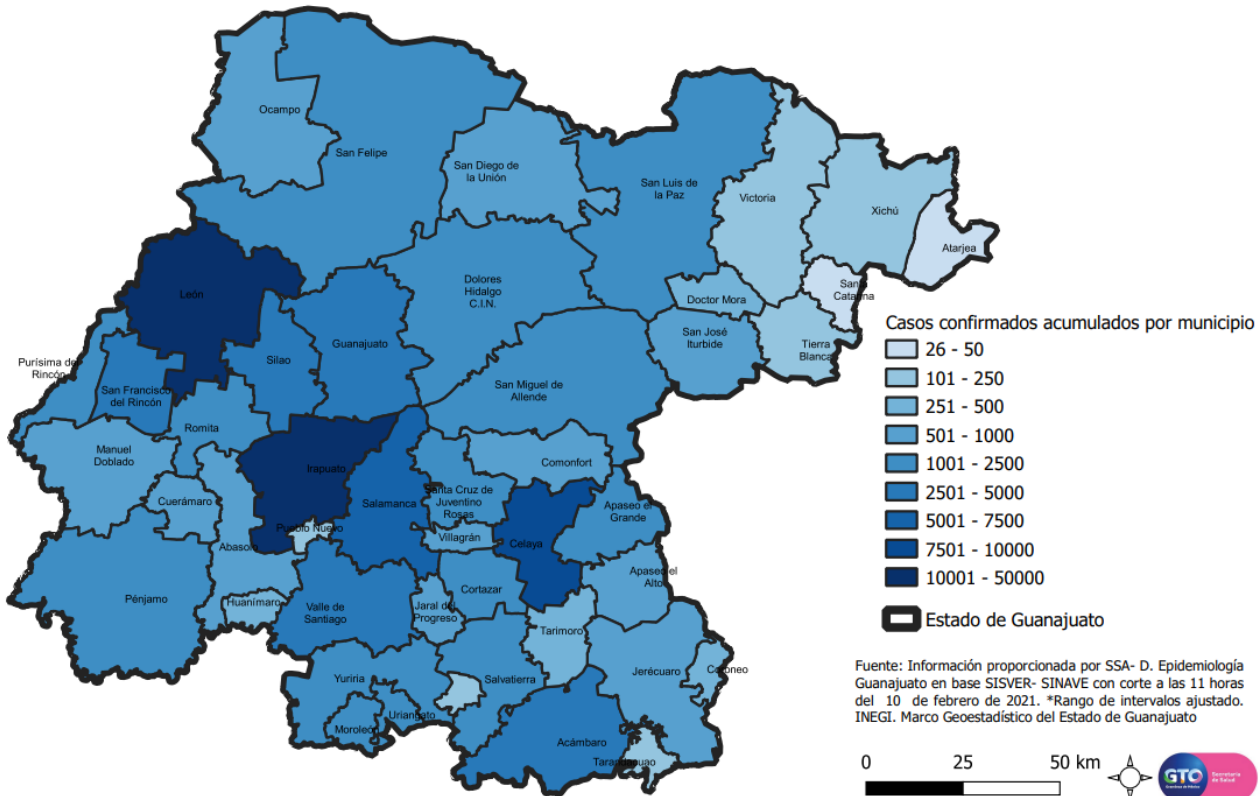 Ocampo
San Felipe
San Diego de
la Unión
San Luis de
la Paz
Victoria
Xichú
Atarjea
León
Dolores
Hidalgo
C.I.N.
Doctor Mora
Santa
Catarina
San José
Iturbide
Tierra
Blanca
Purísima del
Rincón
San Francisco
del Rincón
Silao
Guanajuato
San Miguel de
Allende
Romita
Manuel
Doblado
Irapuato
Comonfort
Cuerámaro
Salamanca
Santa Cruz de
Juventino
Rosas
Apaseo el
Grande
Pueblo Nuevo
Villagrán
Celaya
Abasolo
Apaseo el
Alto
Pénjamo
Huanímaro
Valle de
Santiago
Jaral del
Progreso
Cortazar
Tarimoro
Jerécuaro
Coroneo
Yuriria
Salvatierra
Moroleón
Uriangato
Acámbaro
Tarandacuao
Casos confirmados acumulados por municipio
26 - 50
101 - 250
251 - 500
501 - 1000
1001 - 2500
2501 - 5000
5001 - 7500
7501 - 10000
10001 - 50000
Estado de Guanajuato
Fuente: Información proporcionada por SSA- D. Epidemiología
Guanajuato en base SISVER- SINAVE con corte a las 11 horas
del 10 de febrero de 2021. *Rango de intervalos ajustado.
INEGI. Marco Geoestadístico del Estado de Guanajuato
0 25 50 km
GTO
Secretaría
de Salud